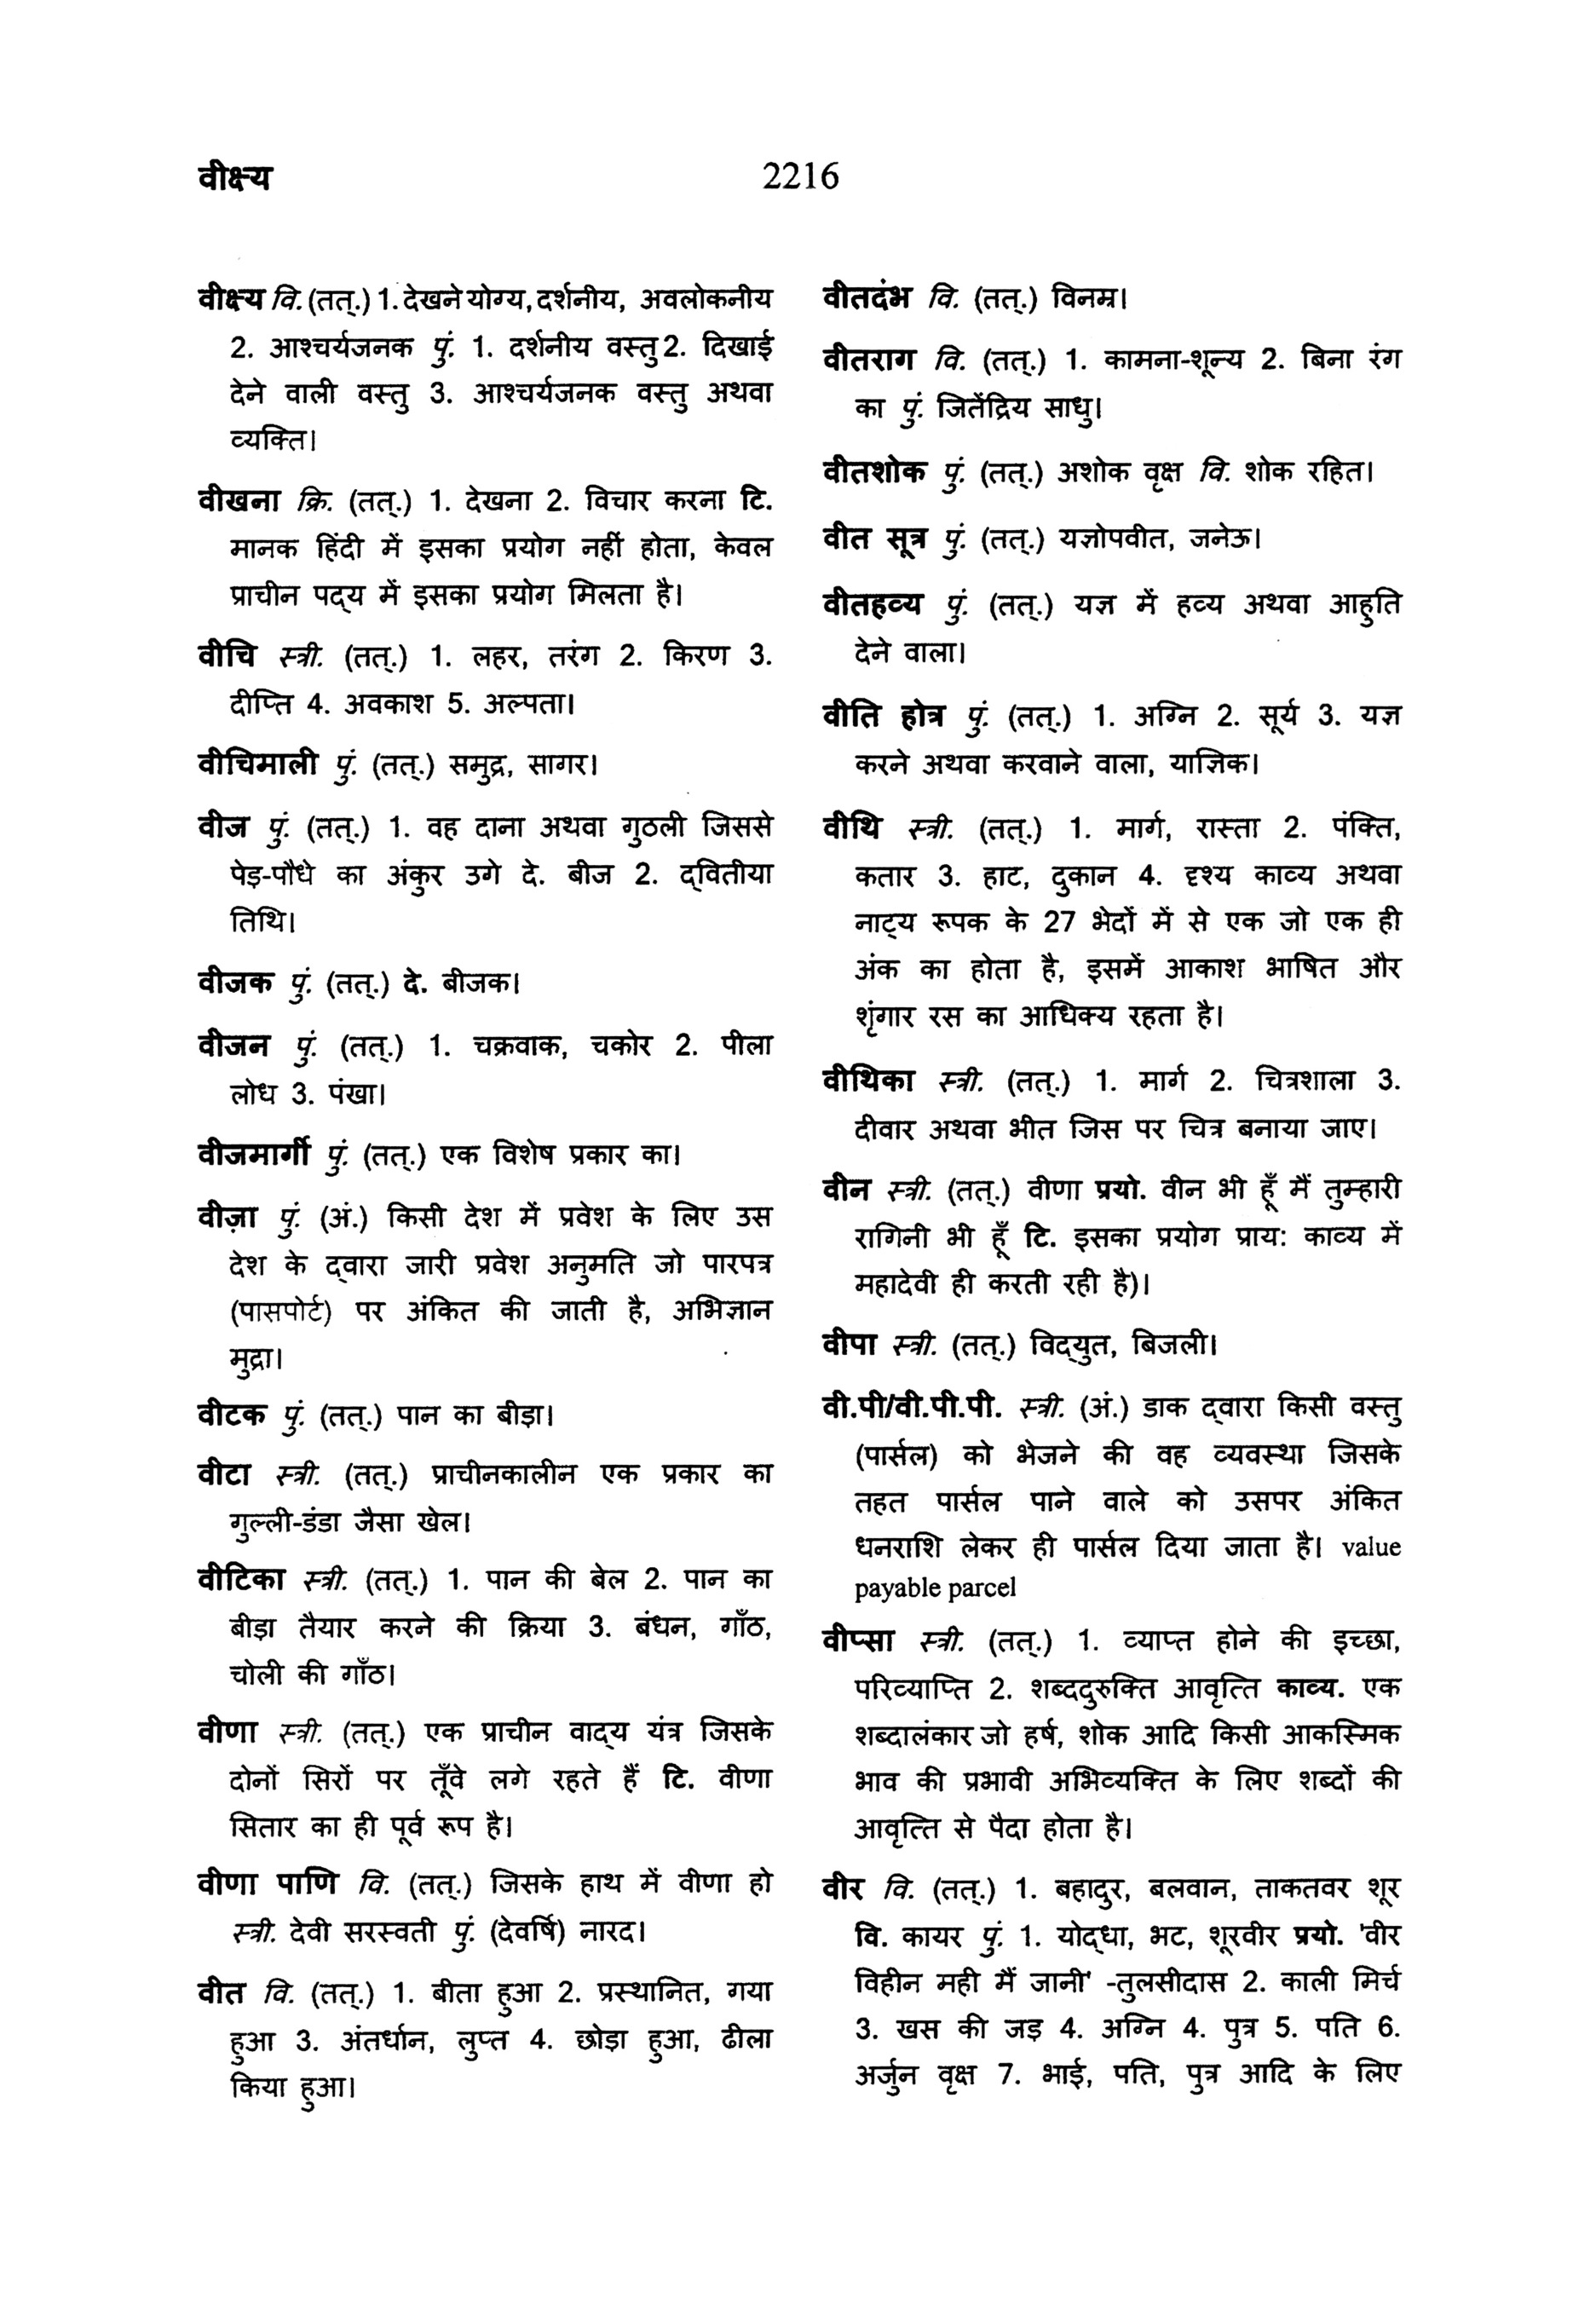 वीक्ष्य
2216
वीक्ष्य वि. (तत्.) 1. देखने योग्य, दर्शनीय, अवलोकनीय
2. आश्चर्यजनक पुं. 1. दर्शनीय वस्तु 2. दिखाई
देने वाली वस्तु 3. आश्चर्यजनक वस्तु अथवा
व्यक्ति।
वीखना क्रि. (तत्.) 1. देखना 2. विचार करना टि.
मानक हिंदी में इसका प्रयोग नहीं होता, केवल
प्राचीन पद्य में इसका प्रयोग मिलता है।
वीचि स्त्री. (तत्.) 1. लहर, तरंग 2. किरण 3.
दीप्ति 4. अवकाश 5. अल्पता।
वीचिमाली पुं. (तत्.) समुद्र, सागर।
वीज पुं. (तत्.) 1. वह दाना अथवा गुठली जिससे
पेड़-पौधे का अंकुर उगे दे. बीज 2. द्वितीया
तिथि।
वीजक पुं. (तत्.) दे. बीजक।
वीजन पुं. (तत्.) 1. चक्रवाक, चकोर 2. पीला
लोध 3. पंखा।
वीजमार्गी पुं. (तत्.) एक विशेष प्रकार का।
वीज़ा पुं. (अं.) किसी देश में प्रवेश के लिए उस
देश के द्वारा जारी प्रवेश अनुमति जो पारपत्र
(पासपोर्ट) पर अंकित की जाती है, अभिज्ञान
मुद्रा।
वीटक पुं. (तत्.) पान का बीड़ा।
वीटा स्त्री. (तत्.) प्राचीनकालीन एक प्रकार का
गुल्ली-डंडा जैसा खेल।
वीटिका स्त्री. (तत्.) 1. पान की बेल 2. पान का
बीड़ा तैयार करने की क्रिया 3. बंधन, गाँठ,
चोली की गाँठ।
वीणा स्त्री. (तत्.) एक प्राचीन वाद्य यंत्र जिसके
दोनों सिरों पर तूँवे लगे रहते हैं टि. वीणा
सितार का ही पूर्व रूप है।
वीणा पाणि वि. (तत्.) जिसके हाथ में वीणा हो
स्त्री. देवी सरस्वती पुं. (देवर्षि) नारद।
वीत वि. (तत्.) 1. बीता हुआ 2. प्रस्थानित, गया
हुआ 3. अंतर्धान, लुप्त 4. छोड़ा हुआ, ढीला
किया हुआ।
वीतदंभ वि. (तत्.) विनम्र।
वीतराग वि. (तत्.) 1. कामना-शून्य 2. बिना रंग
का पुं. जितेंद्रिय साधु।
वीतशोक पुं. (तत्.) अशोक वृक्ष वि. शोक रहित।
वीत सूत्र पुं. (तत्.) यज्ञोपवीत, जनेऊ।
वीतहव्य पुं. (तत्.) यज्ञ में हव्य अथवा आहुति
देने वाला।
वीति होत्र पुं. (तत्.) 1. अग्नि 2. सूर्य 3. यज्ञ
करने अथवा करवाने वाला, याज्ञिक।
वीथि स्त्री. (तत्.) 1. मार्ग, रास्ता 2. पंक्ति,
कतार 3. हाट, दुकान 4. दृश्य काव्य अथवा
नाट्य रूपक के 27 भेदों में से एक जो एक ही
अंक का होता है, इसमें आकाश भाषित और
शृंगार रस का आधिक्य रहता है।
वीथिका स्त्री. (तत्.) 1. मार्ग 2. चित्रशाला 3.
दीवार अथवा भीत जिस पर चित्र बनाया जाए।
वीन स्त्री. (तत्.) वीणा प्रयो. वीन भी हूँ मैं तुम्हारी
रागिनी भी हूँ टि. इसका प्रयोग प्राय: काव्य में
महादेवी ही करती रही है)।
वीपा स्त्री. (तत्.) विद्युत, बिजली।
वी.पी/वी.पी.पी. स्त्री. (अं.) डाक द्वारा किसी वस्तु
(पार्सल) को भेजने की वह व्यवस्था जिसके
तहत पार्सल पाने वाले को उसपर अंकित
धनराशि लेकर ही पार्सल दिया जाता है। value
payable parcel
वीप्सा स्त्री. (तत्.) 1. व्याप्त होने की इच्छा,
परिव्याप्ति 2. शब्ददुरुक्ति आवृत्ति काव्य. एक
शब्दालंकार जो हर्ष, शोक आदि किसी आकस्मिक
भाव की प्रभावी अभिव्यक्ति के लिए शब्दों की
आवृत्ति से पैदा होता है।
वीर वि. (तत्.) 1. बहादुर, बलवान, ताकतवर शूर
वि. कायर पुं. 1. योद्धा, भट, शूरवीर प्रयो. 'वीर
विहीन मही मैं जानी' -तुलसीदास 2. काली मिर्च
3. खस की जड़ 4. अग्नि 4. पुत्र 5. पति 6.
अर्जुन वृक्ष 7. भाई, पति, पुत्र आदि के लिए